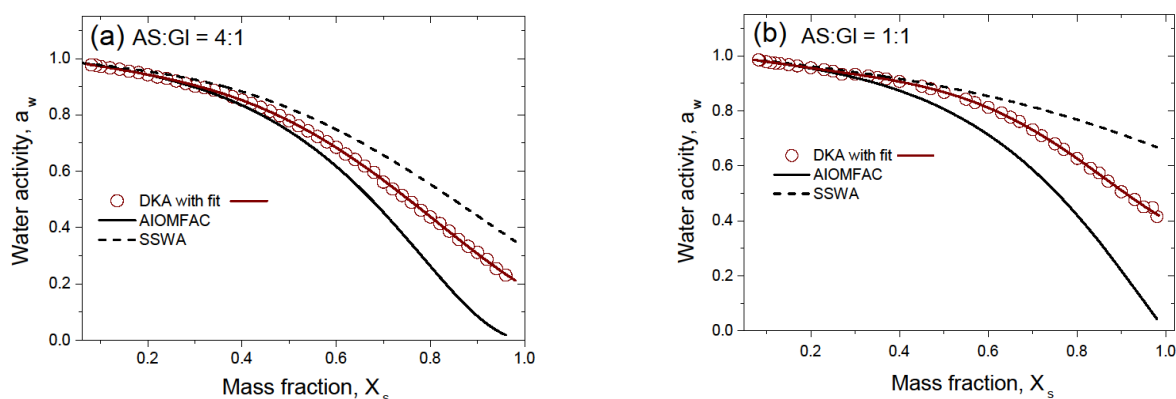 (a) AS:Gl = 4:1
Water activity, a_w
1.0
0.8
0.6
0.4
0.2
0.0
DKA with fit
AIOMFAC
SSWA
0.2 0.4 0.6 0.8 1.0
Mass fraction, X_s
(b) AS:Gl = 1:1
Water activity, a_w
1.0
0.8
0.6
0.4
0.2
0.0
DKA with fit
AIOMFAC
SSWA
0.2 0.4 0.6 0.8 1.0
Mass fraction, X_s